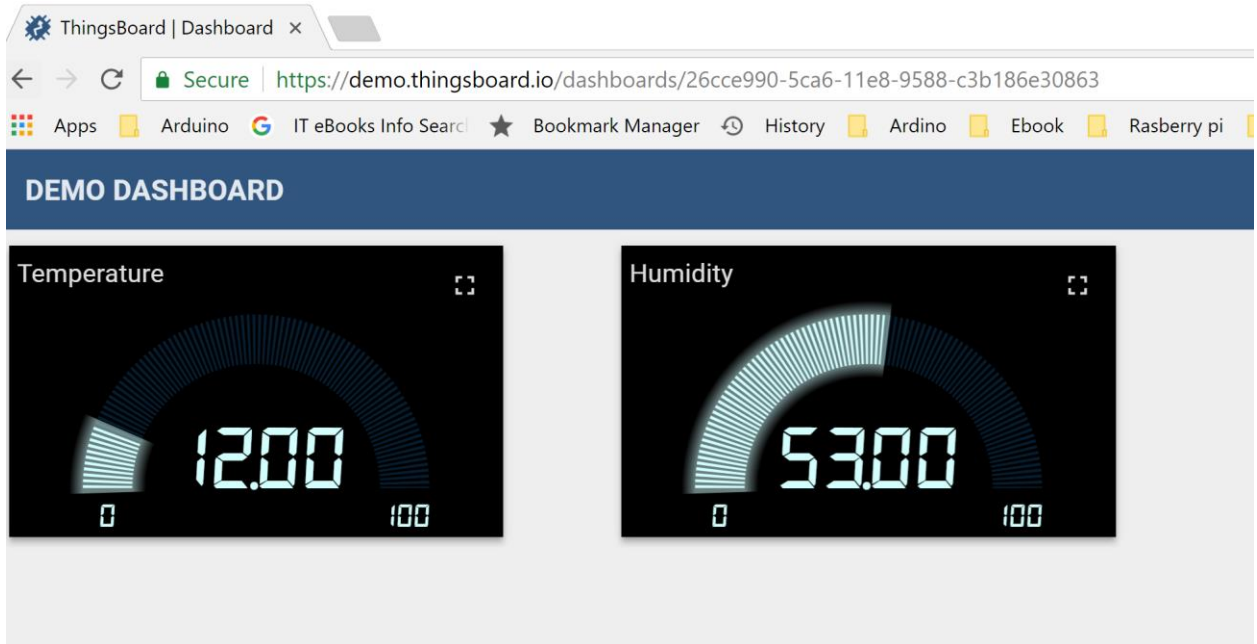 ThingsBoard | Dashboard
Secure https://demo.thingsboard.io/dashboards/26cce990-5ca6-11e8-9588-c3b186e30863
Apps Arduino G IT eBooks Info Searc Bookmark Manager History Ardino Ebook Rasberry pi
DEMO DASHBOARD
Temperature
12.00
0 100
Humidity
53.00
0 100